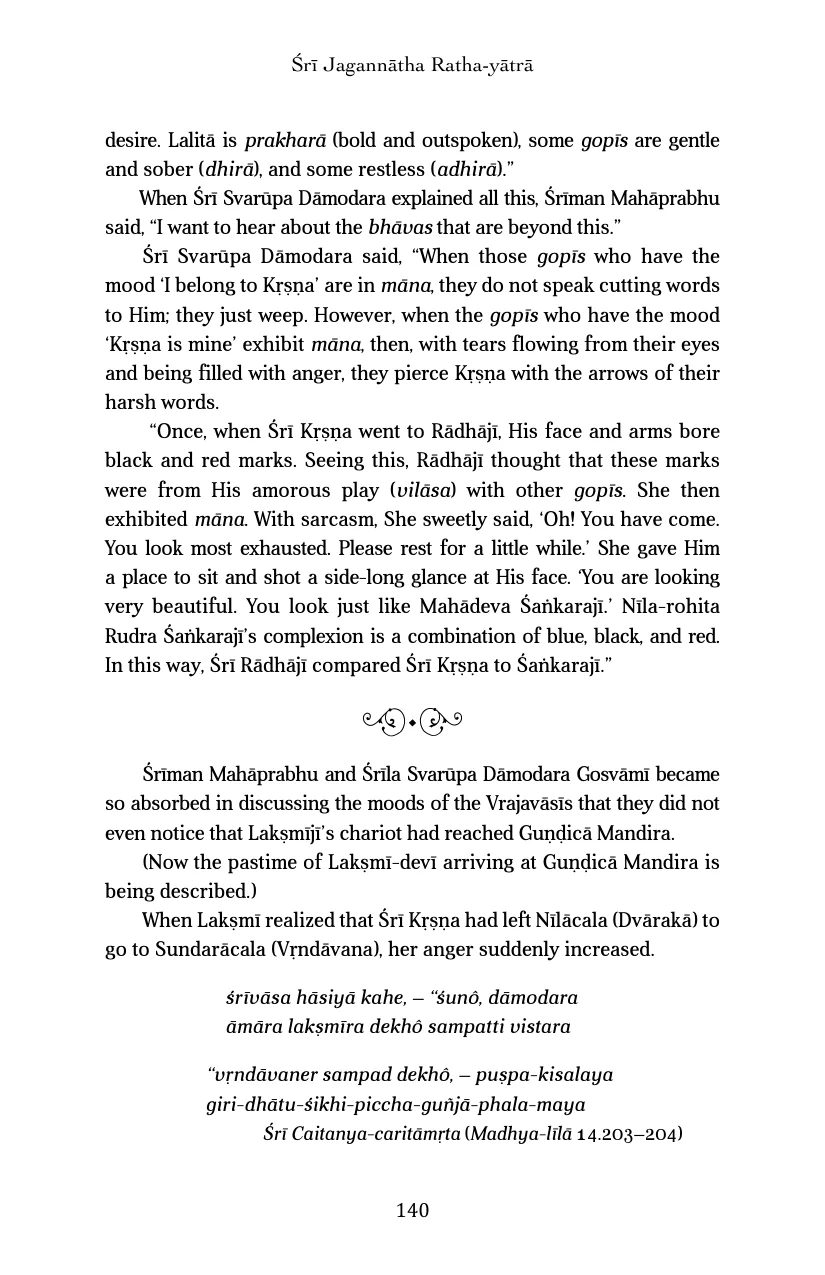 Śrī Jagannātha Ratha-yātrā
desire. Lalitā is prakharā (bold and outspoken), some gopīs are gentle
and sober (dhirā), and some restless (adhirā).”
When Śrī Svarūpa Dāmodara explained all this, Śrīman Mahāprabhu
said, “I want to hear about the bhāvas that are beyond this.”
Śrī Svarūpa Dāmodara said, “When those gopīs who have the
mood ‘I belong to Kṛṣṇa’ are in māna, they do not speak cutting words
to Him; they just weep. However, when the gopīs who have the mood
‘Kṛṣṇa is mine’ exhibit māna, then, with tears flowing from their eyes
and being filled with anger, they pierce Kṛṣṇa with the arrows of their
harsh words.
“Once, when Śrī Kṛṣṇa went to Rādhājī, His face and arms bore
black and red marks. Seeing this, Rādhājī thought that these marks
were from His amorous play (vilāsa) with other gopīs. She then
exhibited māna. With sarcasm, She sweetly said, ‘Oh! You have come.
You look most exhausted. Please rest for a little while.’ She gave Him
a place to sit and shot a side-long glance at His face. ‘You are looking
very beautiful. You look just like Mahādeva Śaṅkarajī.’ Nīla-rohita
Rudra Śaṅkarajī’s complexion is a combination of blue, black, and red.
In this way, Śrī Rādhājī compared Śrī Kṛṣṇa to Śaṅkarajī.”
Śrīman Mahāprabhu and Śrīla Svarūpa Dāmodara Gosvāmī became
so absorbed in discussing the moods of the Vrajavāsīs that they did not
even notice that Lakṣmījī’s chariot had reached Guṇḍicā Mandira.
(Now the pastime of Lakṣmī-devī arriving at Guṇḍicā Mandira is
being described.)
When Lakṣmī realized that Śrī Kṛṣṇa had left Nīlācala (Dvārakā) to
go to Sundarācala (Vṛndāvana), her anger suddenly increased.
śrīvāsa hāsiyā kahe, – “śunô, dāmodara
āmāra lakṣmīra dekhô sampatti vistara
“vṛndāvaner sampad dekhô, – puṣpa-kisalaya
giri-dhātu-śikhi-piccha-guñjā-phala-maya
Śrī Caitanya-caritāmṛta (Madhya-līlā 14.203–204)
140